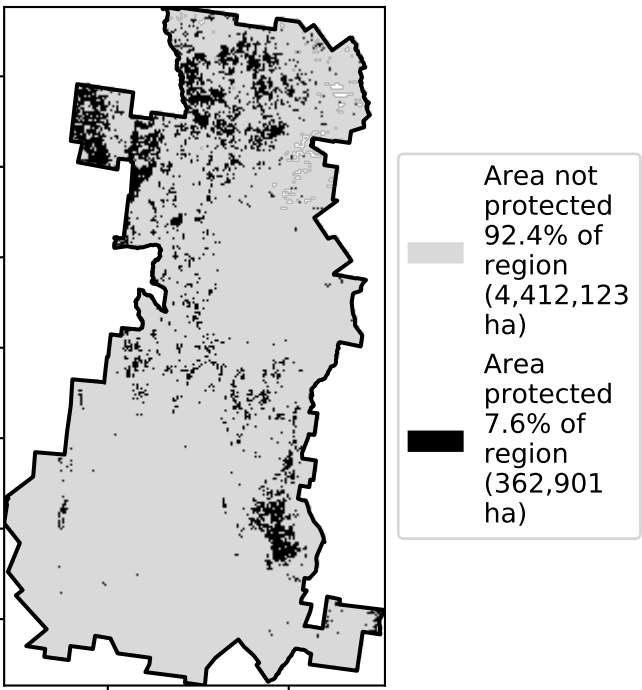 Area not
protected
92.4% of
region
(4,412,123
ha)
Area
protected
7.6% of
region
(362,901
ha)